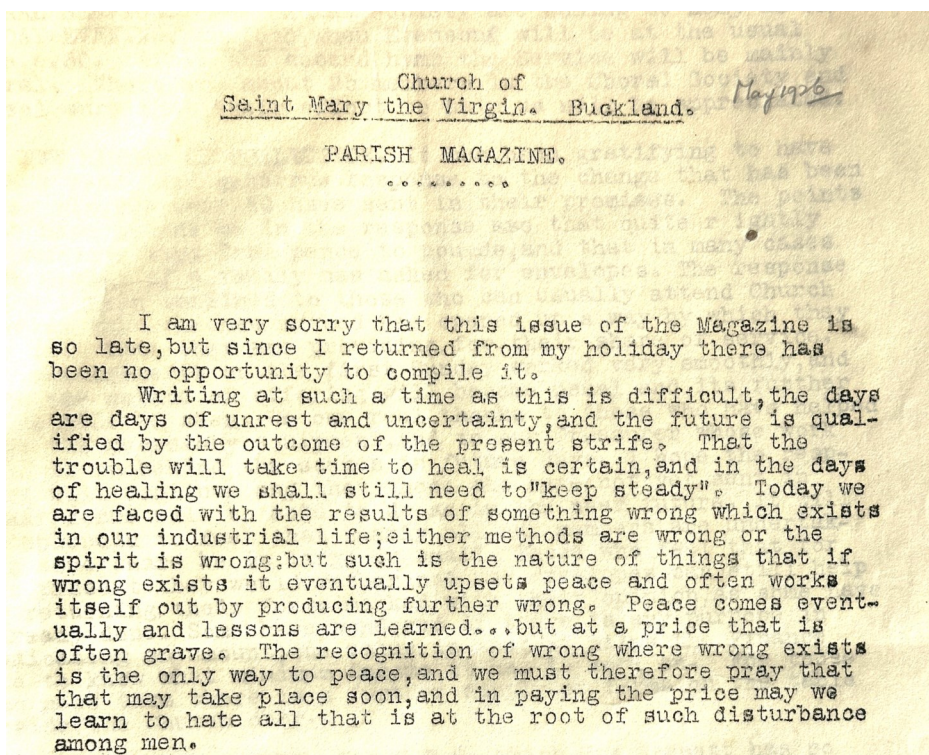 Church of
Saint Mary the Virgin. Buckland. May 1926
PARISH MAGAZINE.
..........
I am very sorry that this issue of the Magazine is
so late,but since I returned from my holiday there has
been no opportunity to compile it.
Writing at such a time as this is difficult,the days
are days of unrest and uncertainty,and the future is qual-
ified by the outcome of the present strife. That the
trouble will take time to heal is certain,and in the days
of healing we shall still need to"keep steady". Today we
are faced with the results of something wrong which exists
in our industrial life;either methods are wrong or the
spirit is wrong:but such is the nature of things that if
wrong exists it eventually upsets peace and often works
itself out by producing further wrong. Peace comes event-
ually and lessons are learned...,but at a price that is
often grave. The recognition of wrong where wrong exists
is the only way to peace,and we must therefore pray that
that may take place soon,and in paying the price may we
learn to hate all that is at the root of such disturbance
among men.